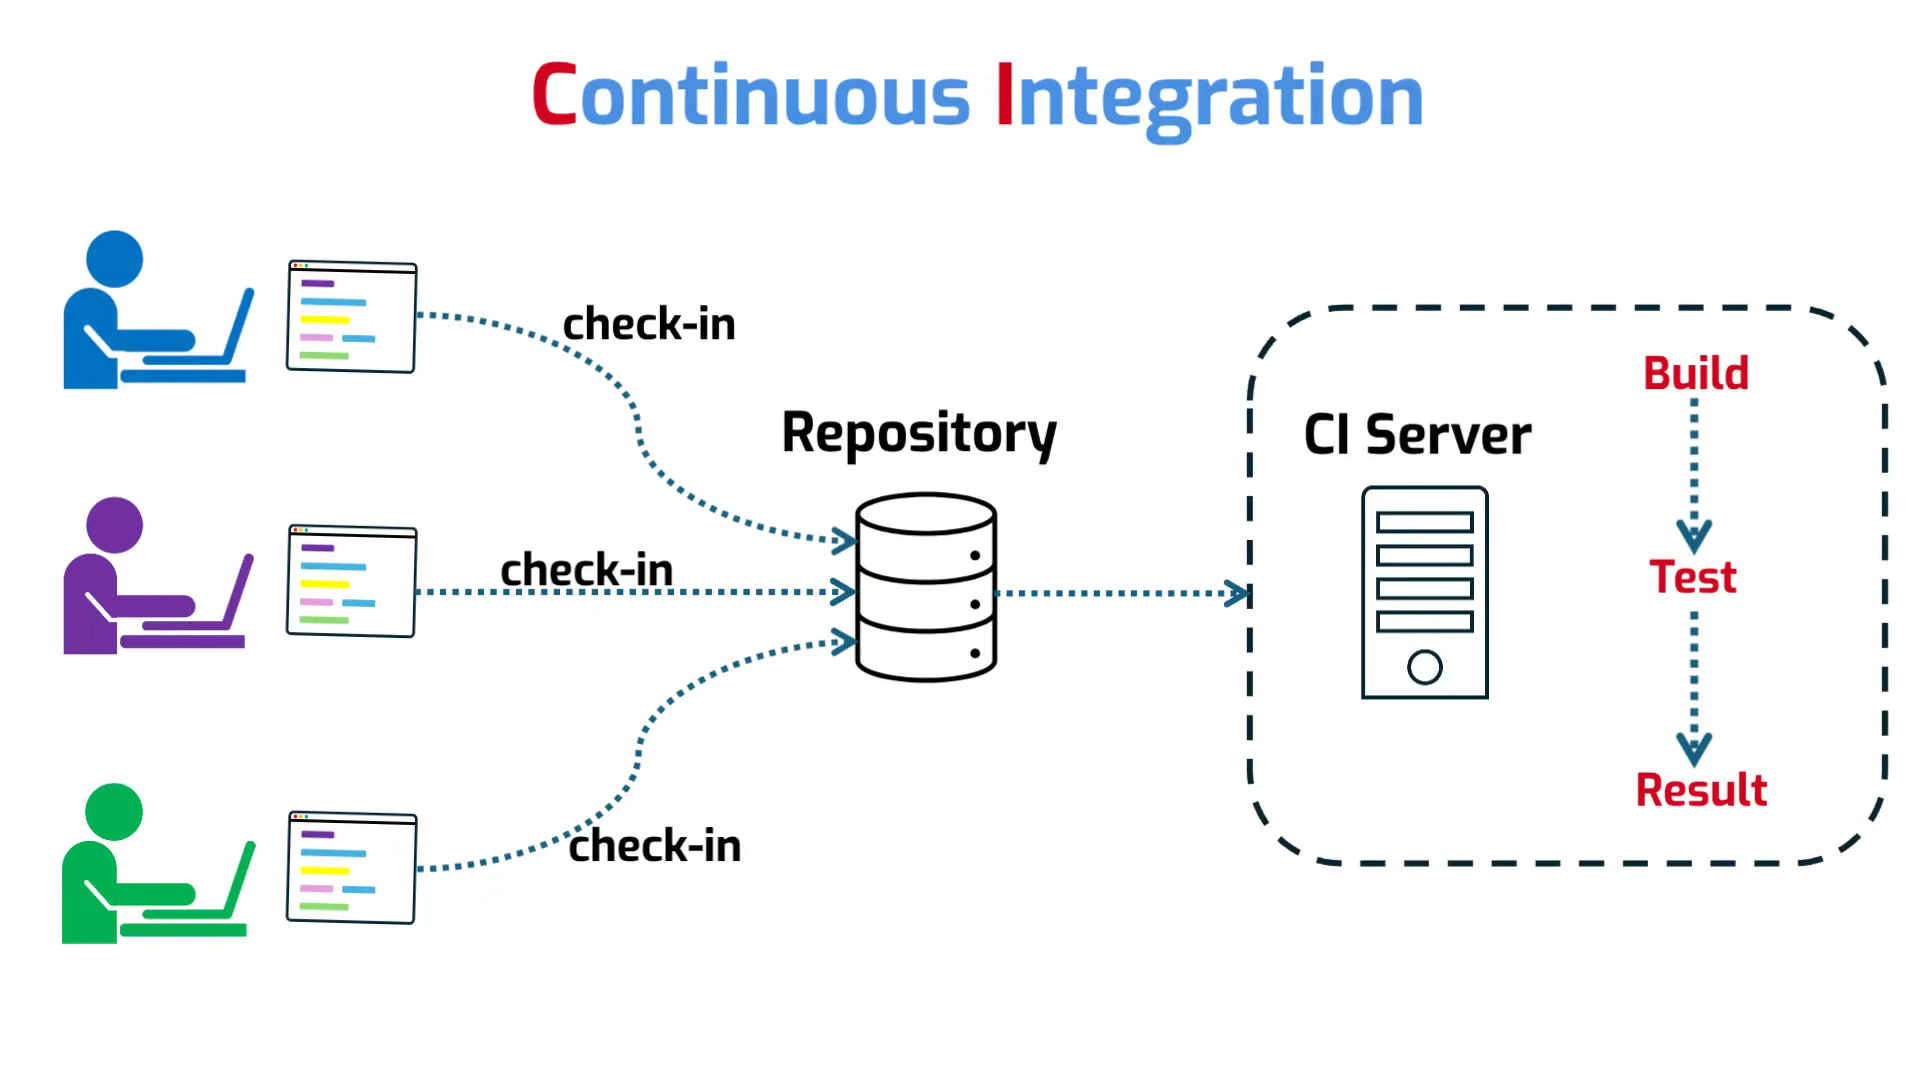 Continuous Integration
check-in
Repository
check-in
check-in
CI Server
Build
Test
Result